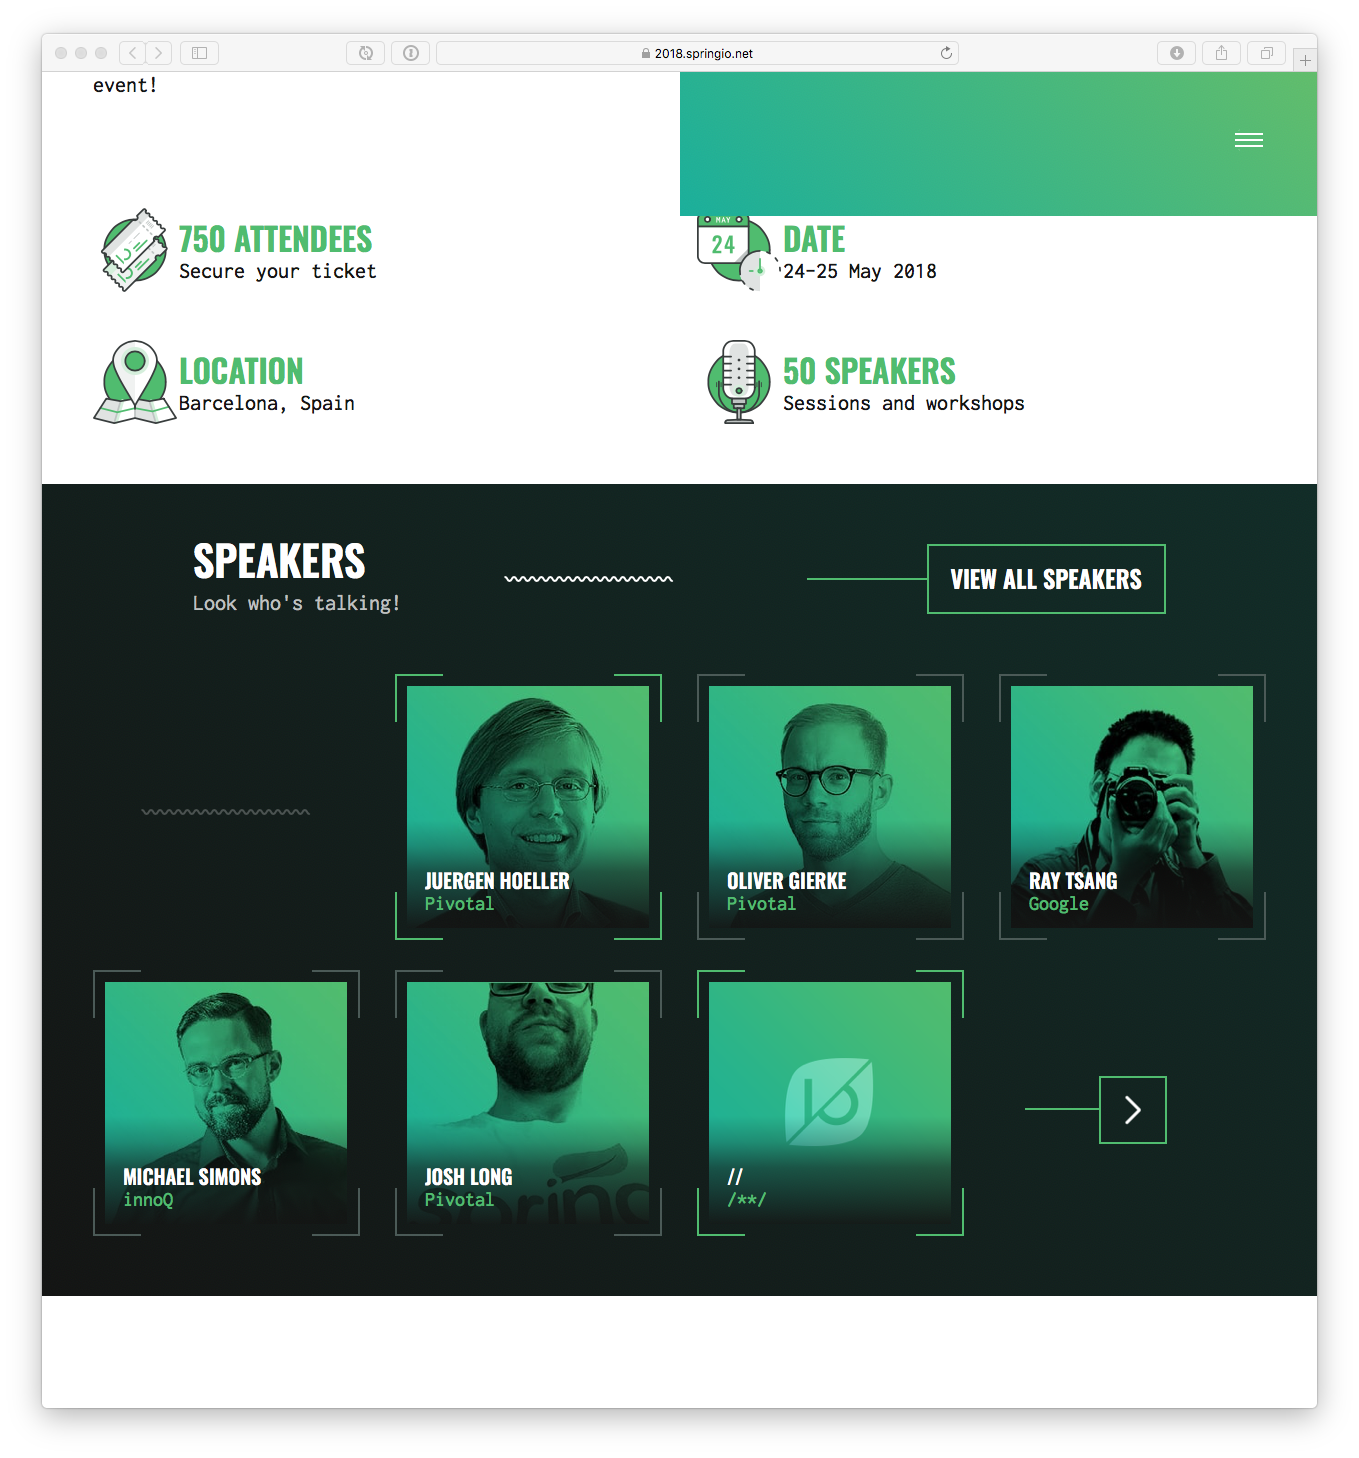 2018.springio.net
event!
750 ATTENDEES
Secure your ticket
MAY
24
DATE
24-25 May 2018
LOCATION
Barcelona, Spain
50 SPEAKERS
Sessions and workshops
SPEAKERS
Look who's talking!
VIEW ALL SPEAKERS
JUERGEN HOELLER
Pivotal
OLIVER GIERKE
Pivotal
RAY TSANG
Google
MICHAEL SIMONS
innoQ
JOSH LONG
Pivotal
spring
//
/**/